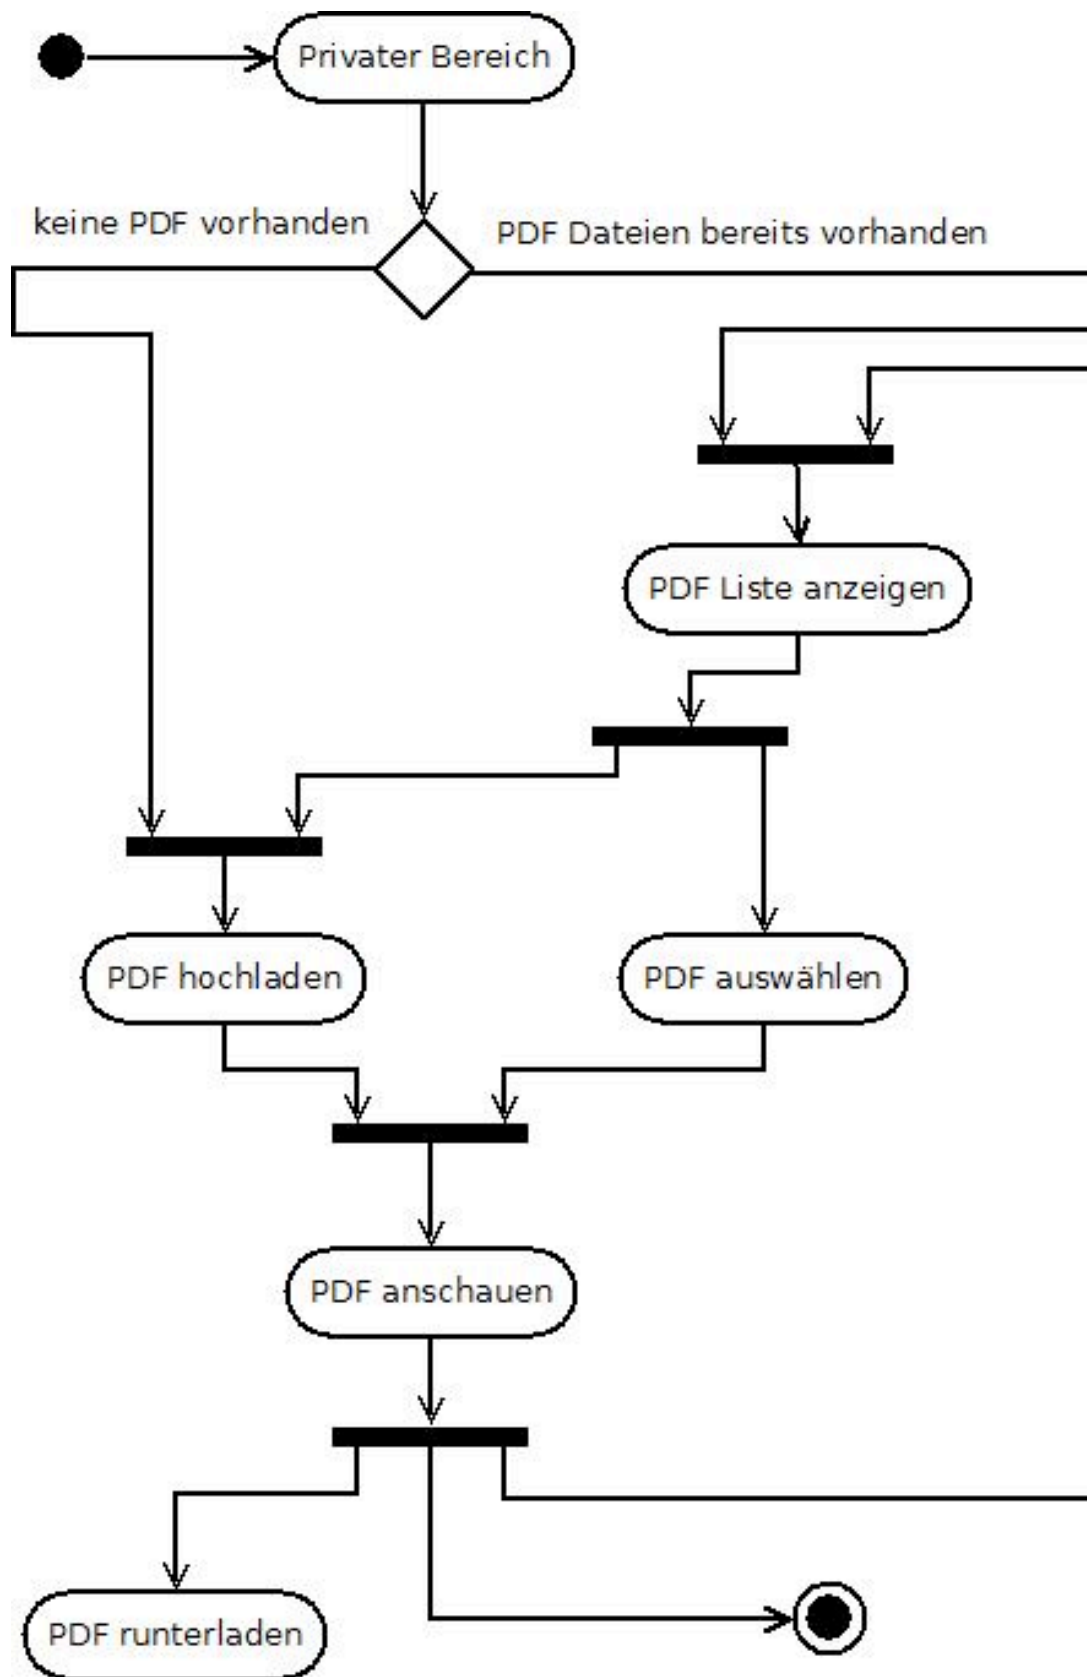 Privater Bereich
keine PDF vorhanden
PDF Dateien bereits vorhanden
PDF Liste anzeigen
PDF hochladen
PDF auswählen
PDF anschauen
PDF runterladen